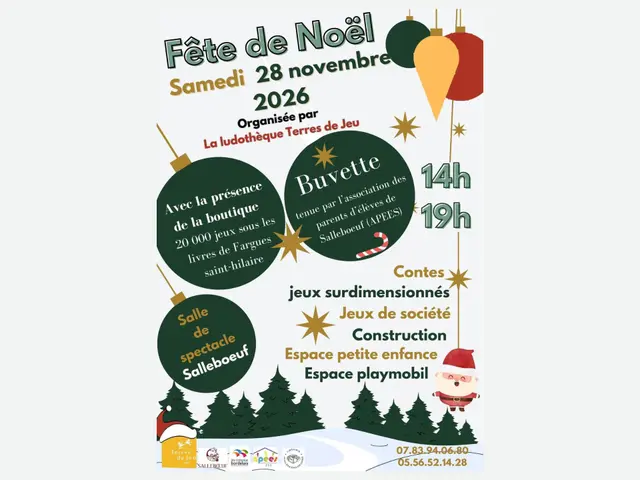 Fête de Noël
Samedi 28 novembre
2026
Organisée par
La ludothèque Terres de Jeu
Avec la présence
de la boutique
20 000 jeux sous les
livres de Fargues
saint-hilaire
Buvette
tenue par l'association des
parents d'élèves de
Salleboeuf (APEES)
14h
19h
Contes
jeux surdimensionnés
Jeux de société
Construction
Espace petite enfance
Espace playmobil
Salle
de
spectacle
Salleboeuf
07.83.94.06.80
05.56.52.14.28
SALLEBŒUF
apees